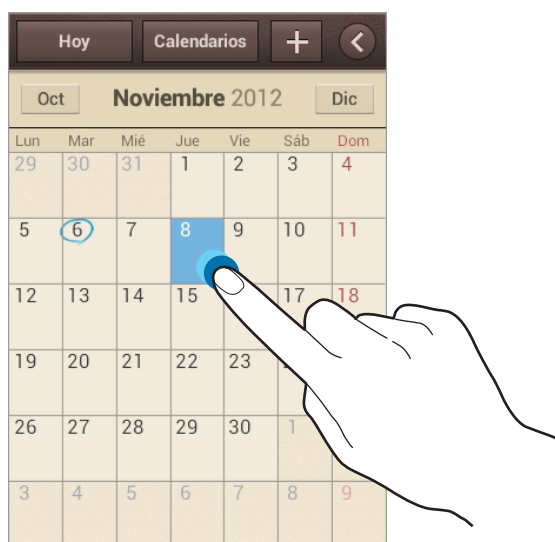 Hoy Calendarios +
Oct Noviembre 2012 Dic
Lun Mar Mié Jue Vie Sáb Dom
29 30 31 1 2 3 4
5 6 7 8 9 10 11
12 13 14 15 17 18
19 20 21 22 23
26 27 28 29 30 1
3 4 5 6 7 8 9